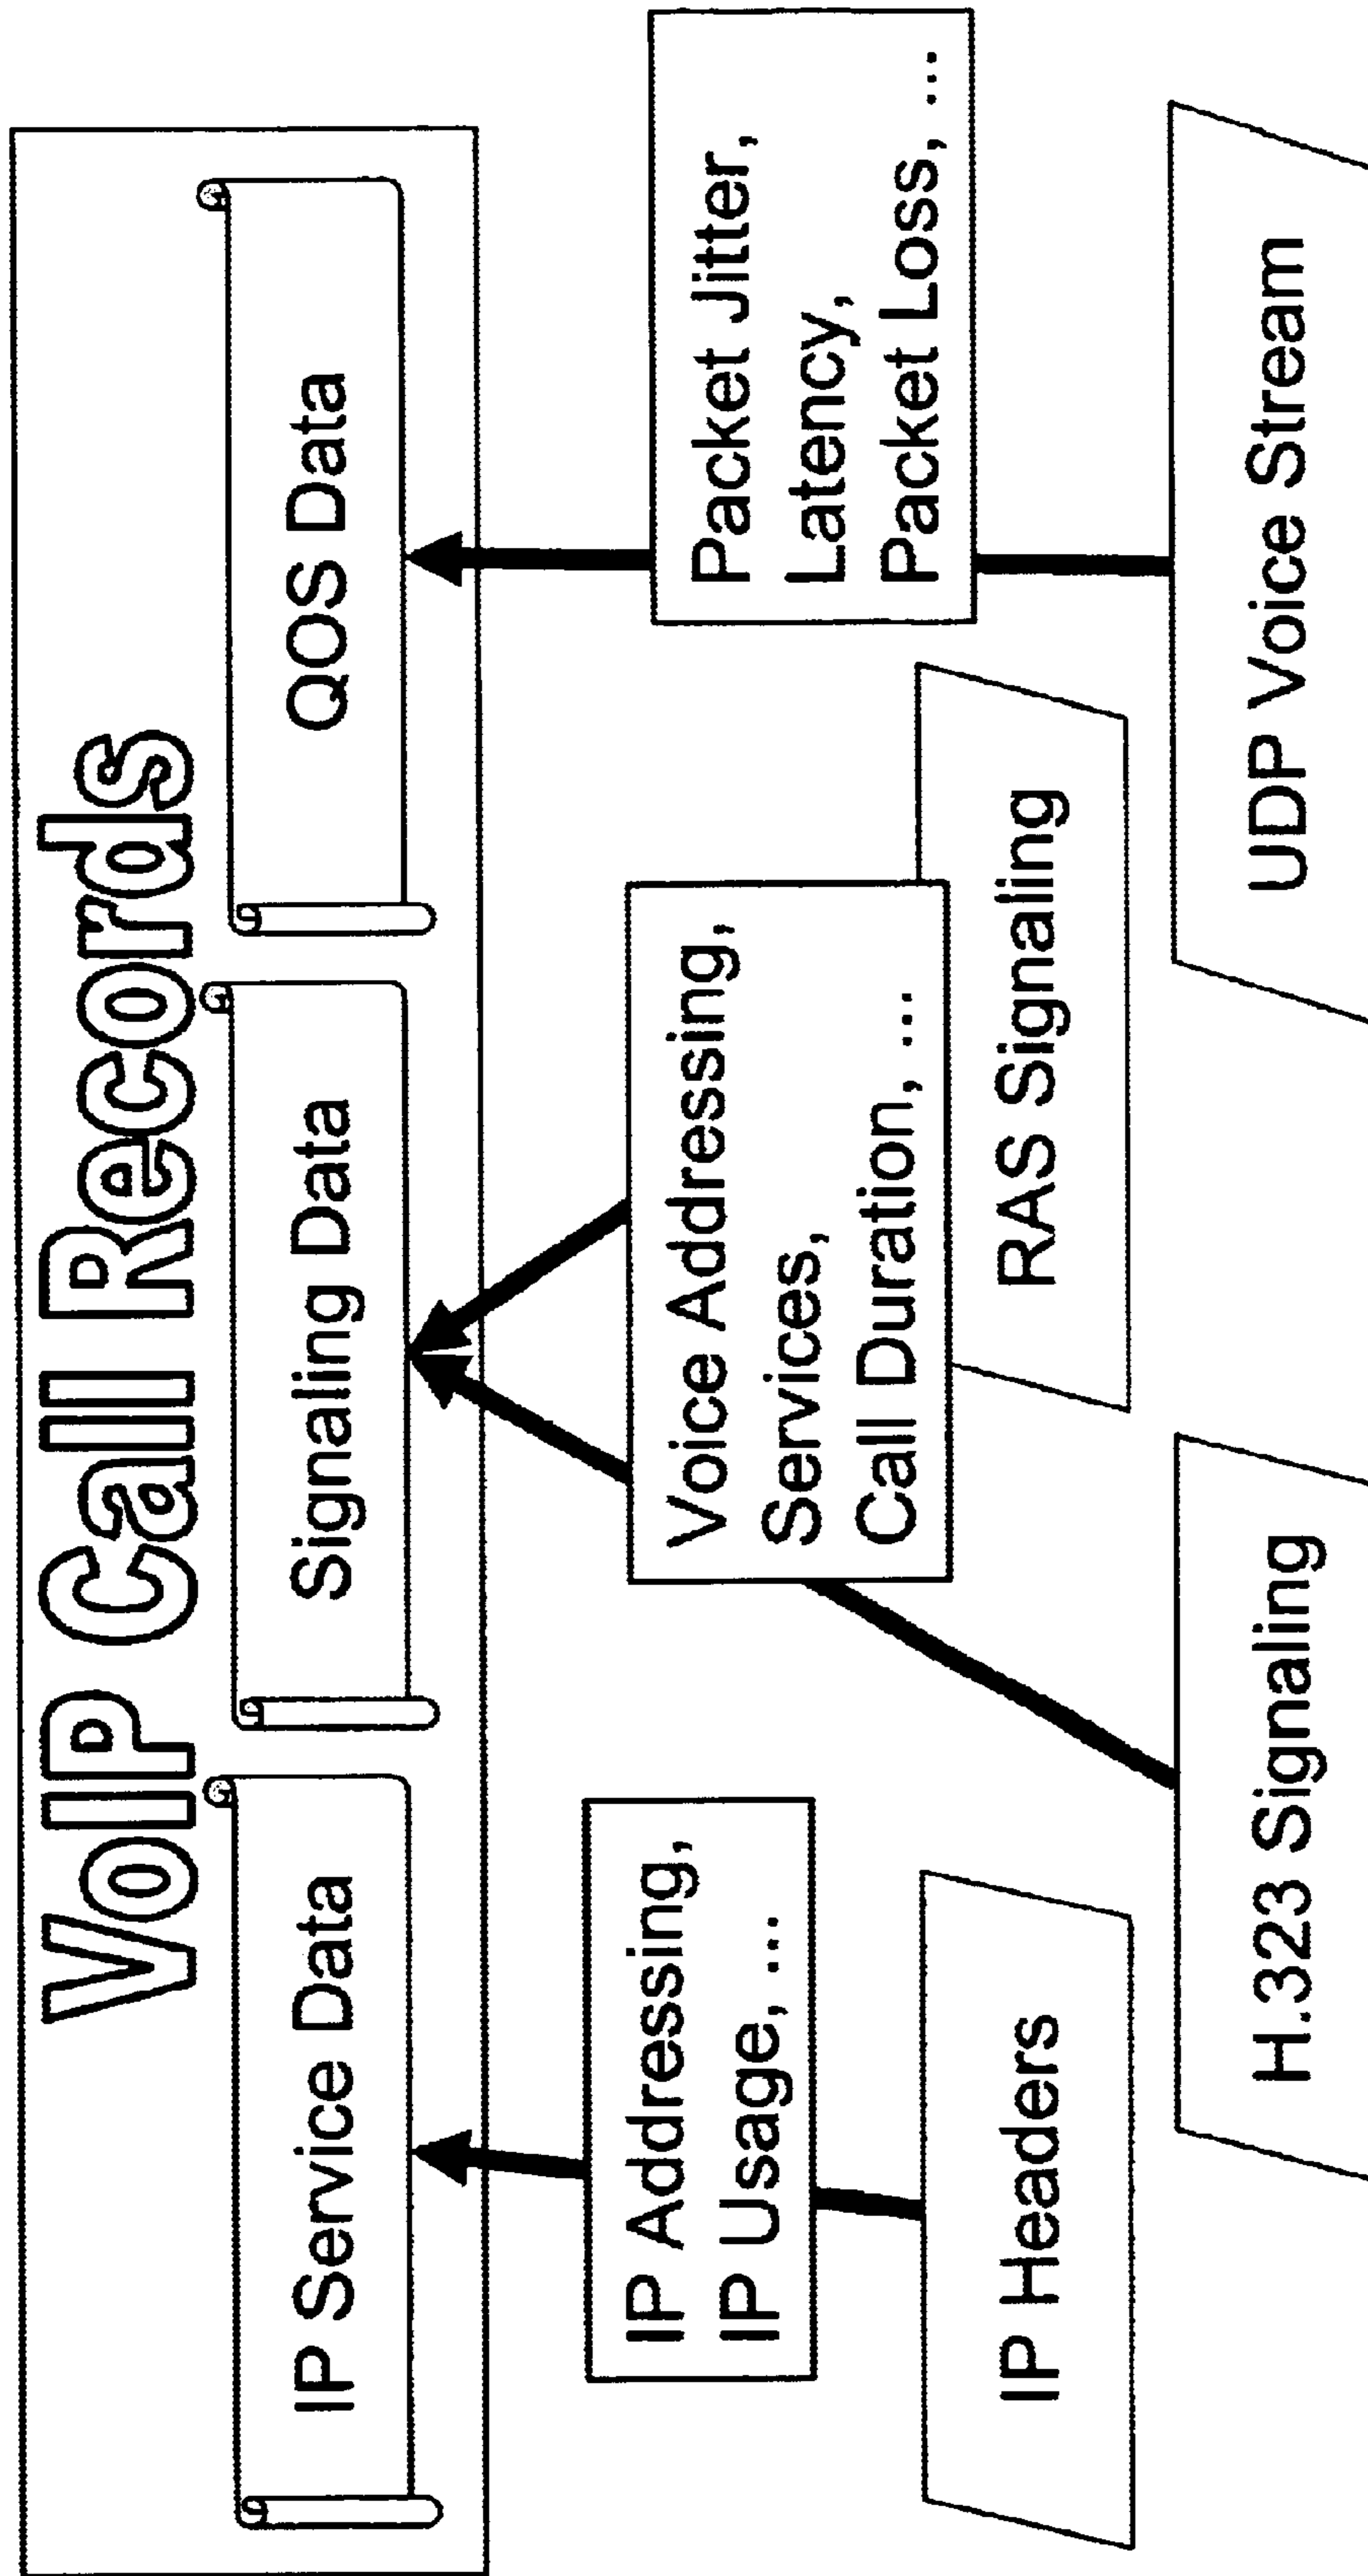 VoIP Call Records
IP Service Data
Signaling Data
QOS Data
IP Addressing,
IP Usage, ...
Voice Addressing,
Services,
Call Duration, ...
Packet Jitter,
Latency,
Packet Loss, ...
IP Headers
RAS Signaling
H.323 Signaling
UDP Voice Stream